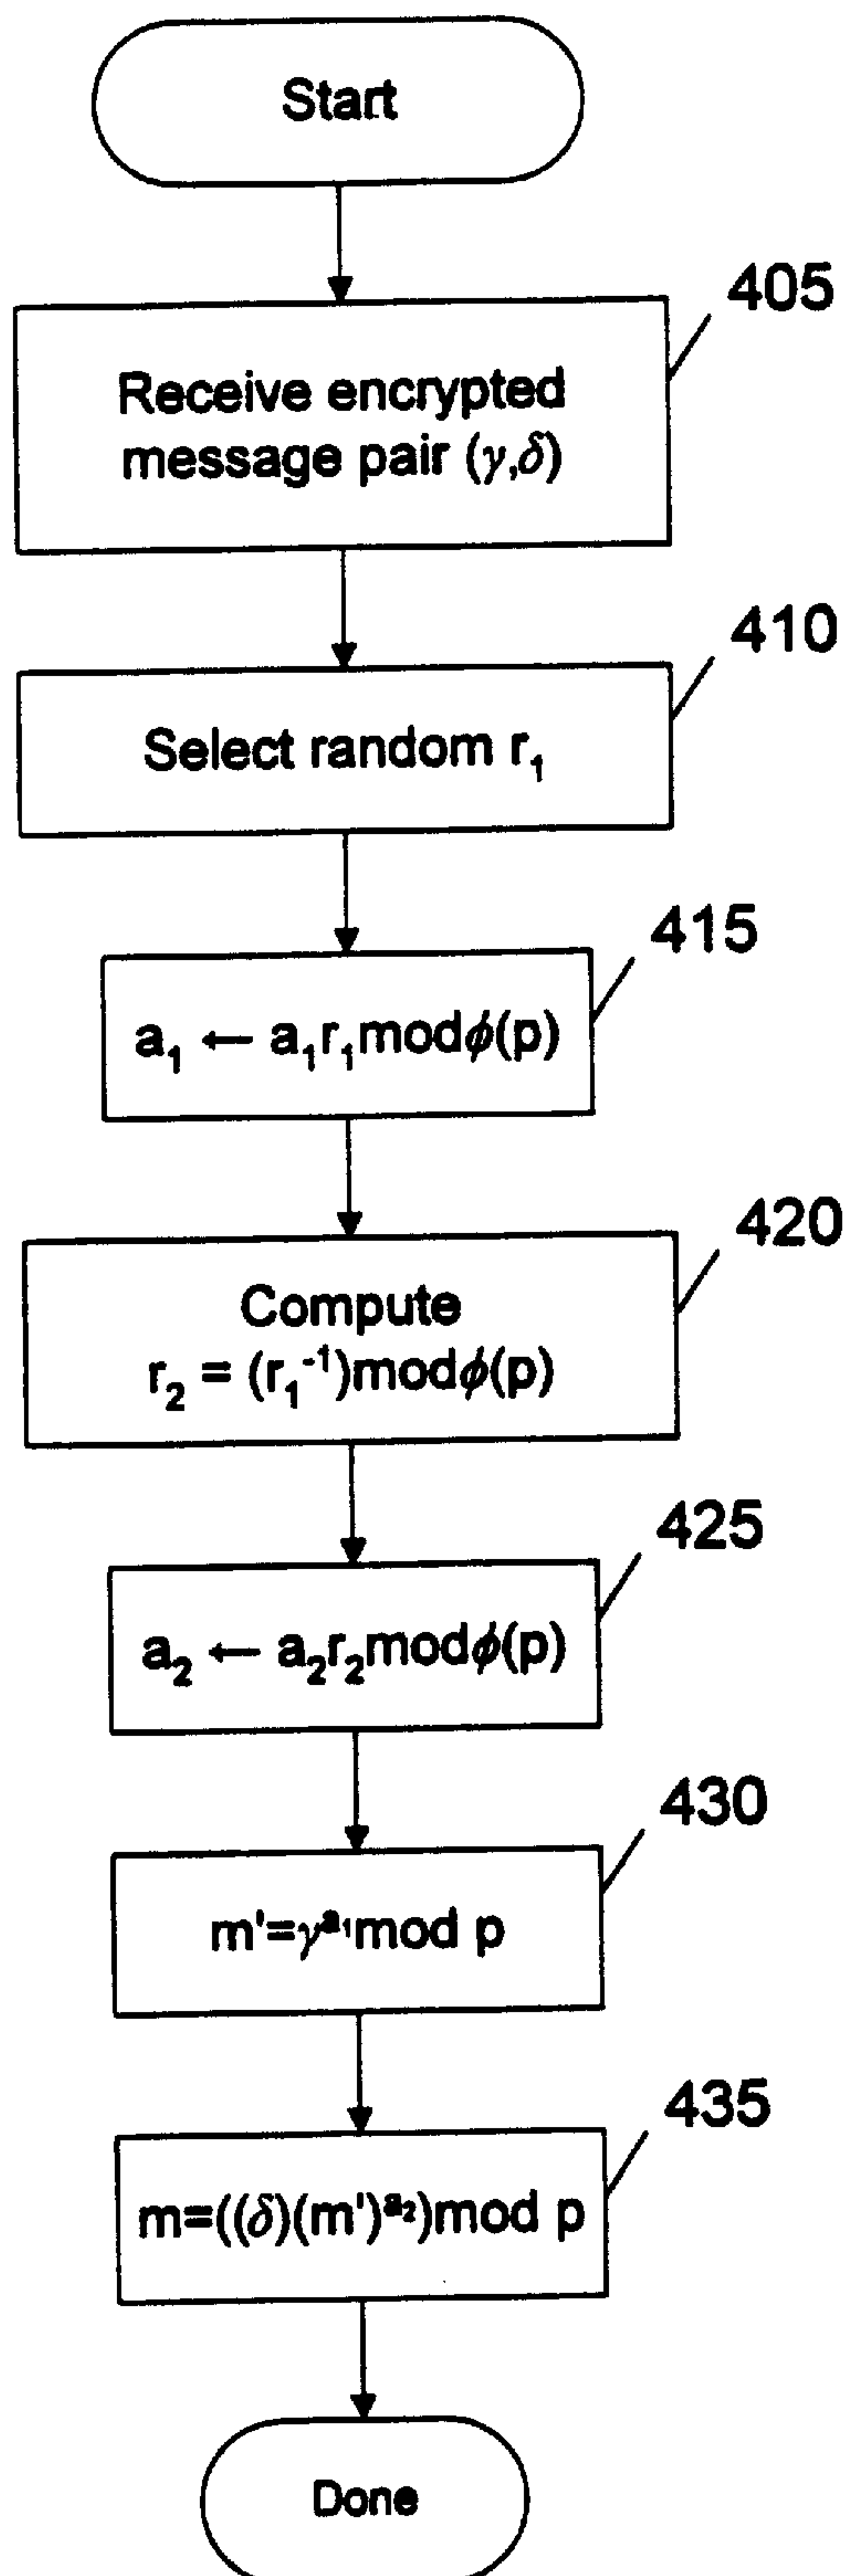 Start
405
Receive encrypted
message pair (γ,δ)
410
Select random r₁
415
a₁ ← a₁r₁modϕ(p)
420
Compute
r₂ = (r₁⁻¹)modϕ(p)
425
a₂ ← a₂r₂modϕ(p)
430
m'=γᵃ¹mod p
435
m=((δ)(m')ᵃ²)mod p
Done